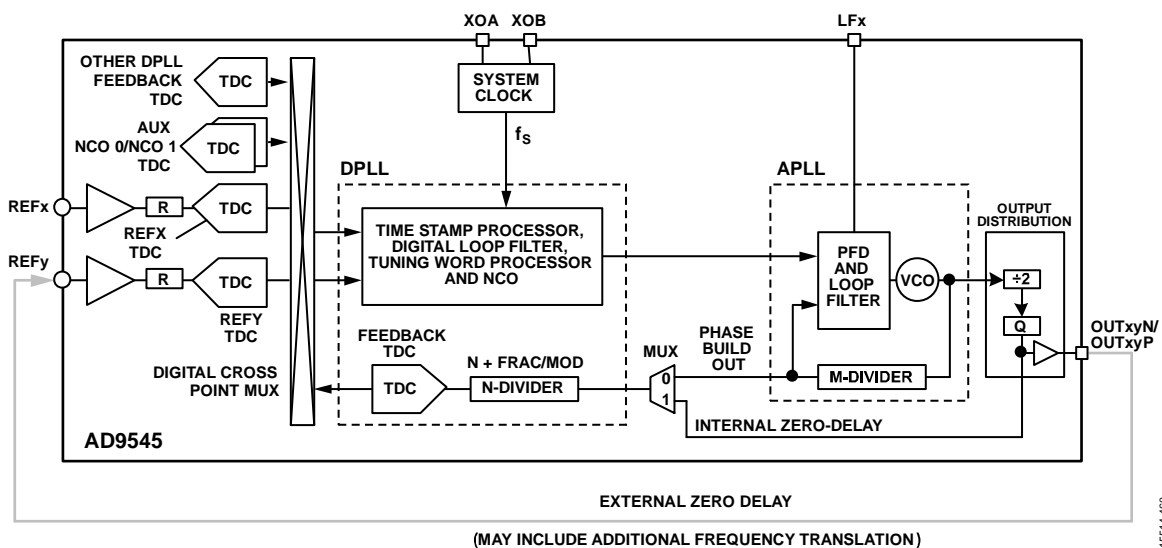 XOA XOB
LFx
OTHER DPLL
FEEDBACK
TDC
TDC
SYSTEM
CLOCK
AUX
NCO 0/NCO 1
TDC
TDC
fS
DPLL
APLL
REFx
R
TDC
REFX
TDC
TIME STAMP PROCESSOR,
DIGITAL LOOP FILTER,
TUNING WORD PROCESSOR
AND NCO
PFD
AND
LOOP
FILTER
VCO
OUTPUT
DISTRIBUTION
÷2
Q
OUTxyN/
OUTxyP
REFy
R
TDC
REFY
TDC
FEEDBACK
TDC
TDC
N + FRAC/MOD
N-DIVIDER
MUX
0
1
PHASE
BUILD
OUT
M-DIVIDER
DIGITAL CROSS
POINT MUX
INTERNAL ZERO-DELAY
AD9545
EXTERNAL ZERO DELAY
(MAY INCLUDE ADDITIONAL FREQUENCY TRANSLATION)